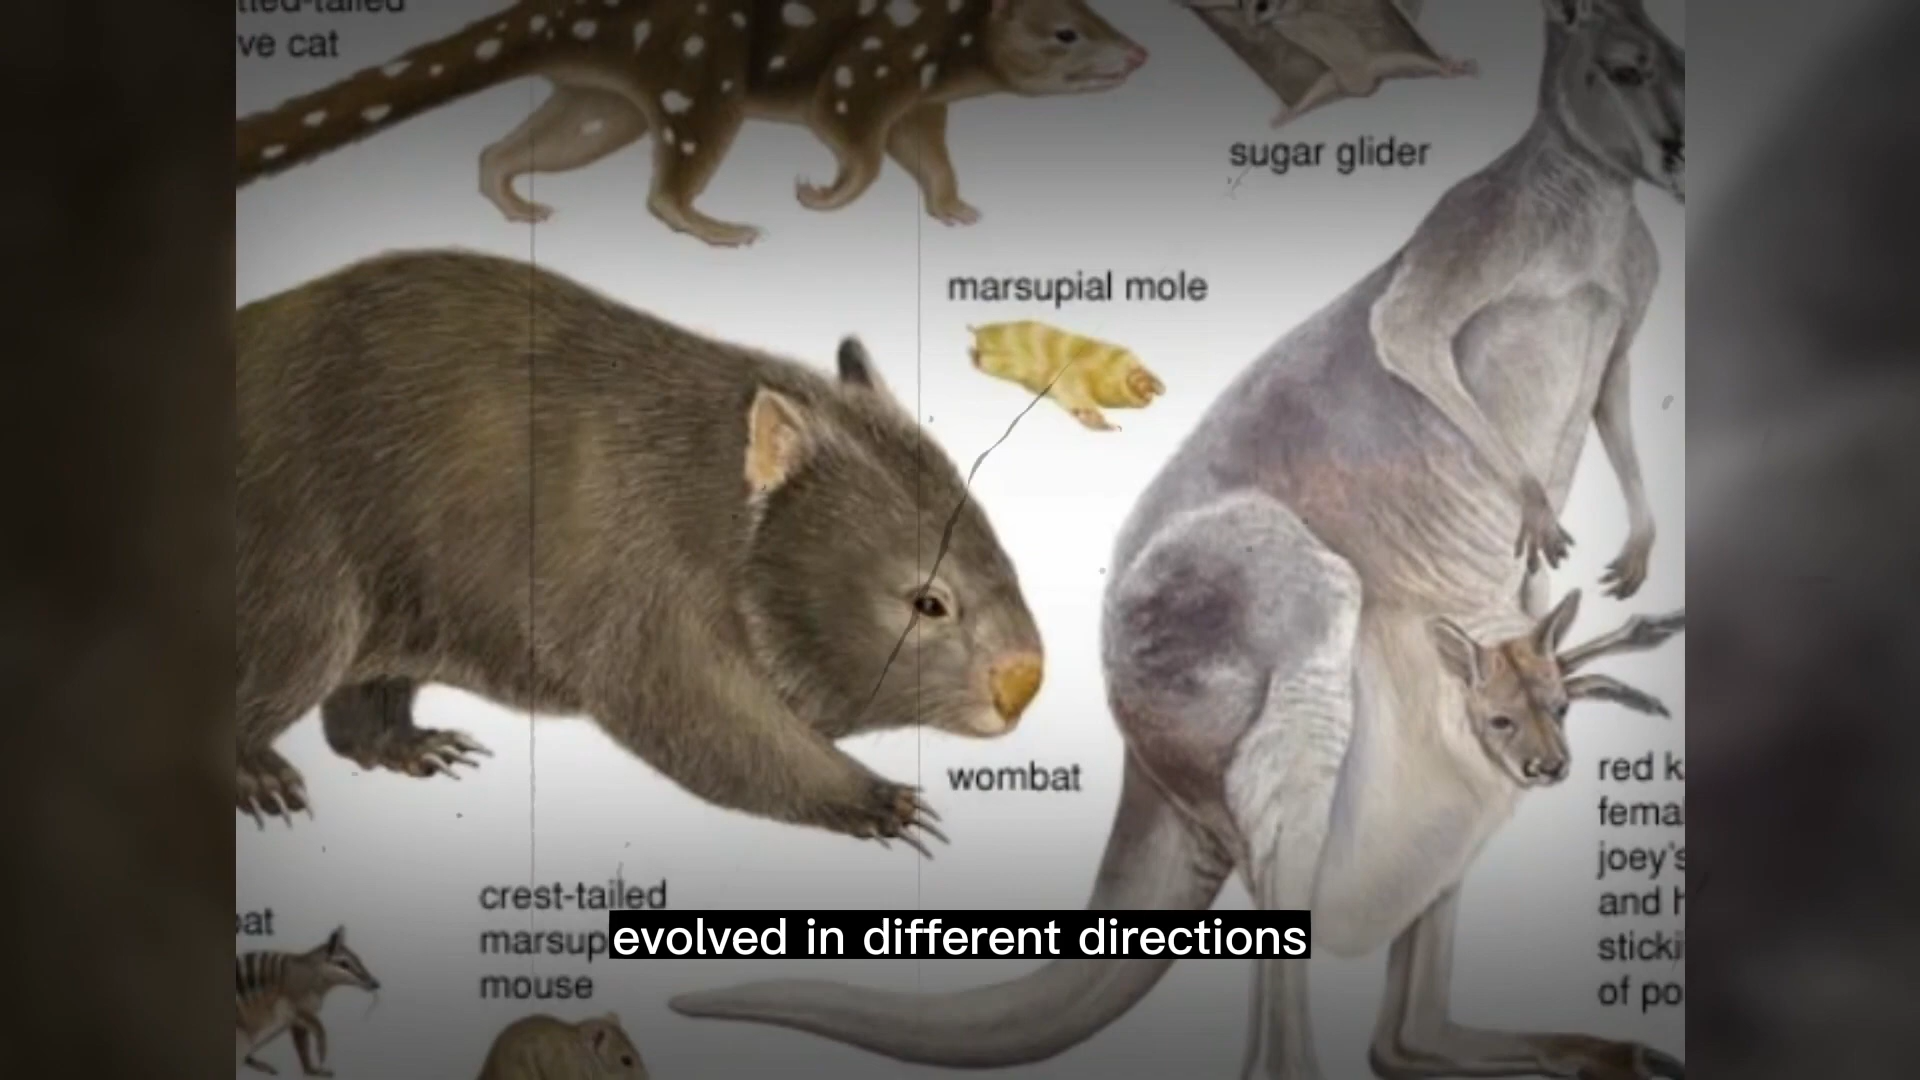 ve cat
sugar glider
marsupial mole
wombat
red k
femal
joey's
and h
sticki
of po
crest-tailed
marsup
mouse
evolved in different directions